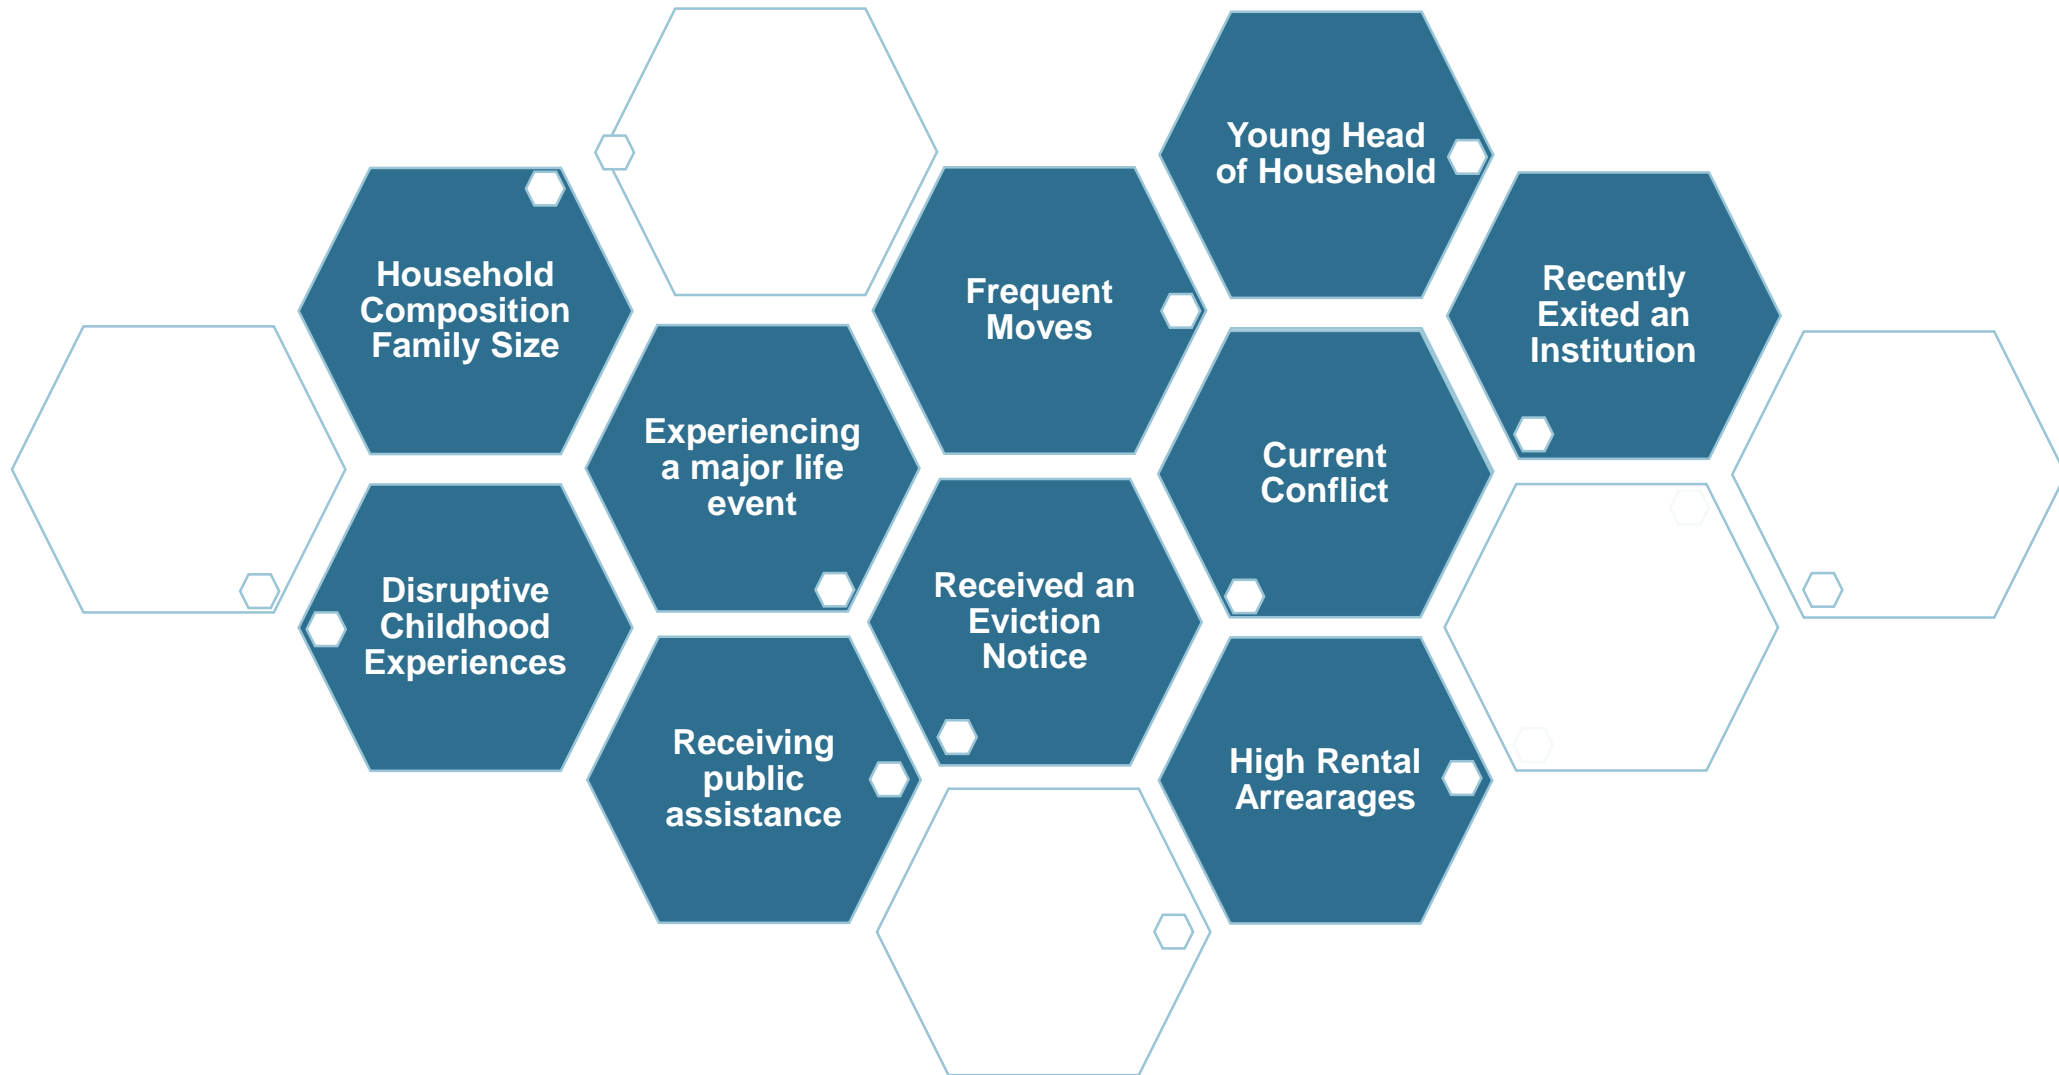 Young Head
of Household
Household
Composition
Family Size
Frequent
Moves
Recently
Exited an
Institution
Experiencing
a major life
event
Current
Conflict
Disruptive
Childhood
Experiences
Received an
Eviction
Notice
Receiving
public
assistance
High Rental
Arrearages